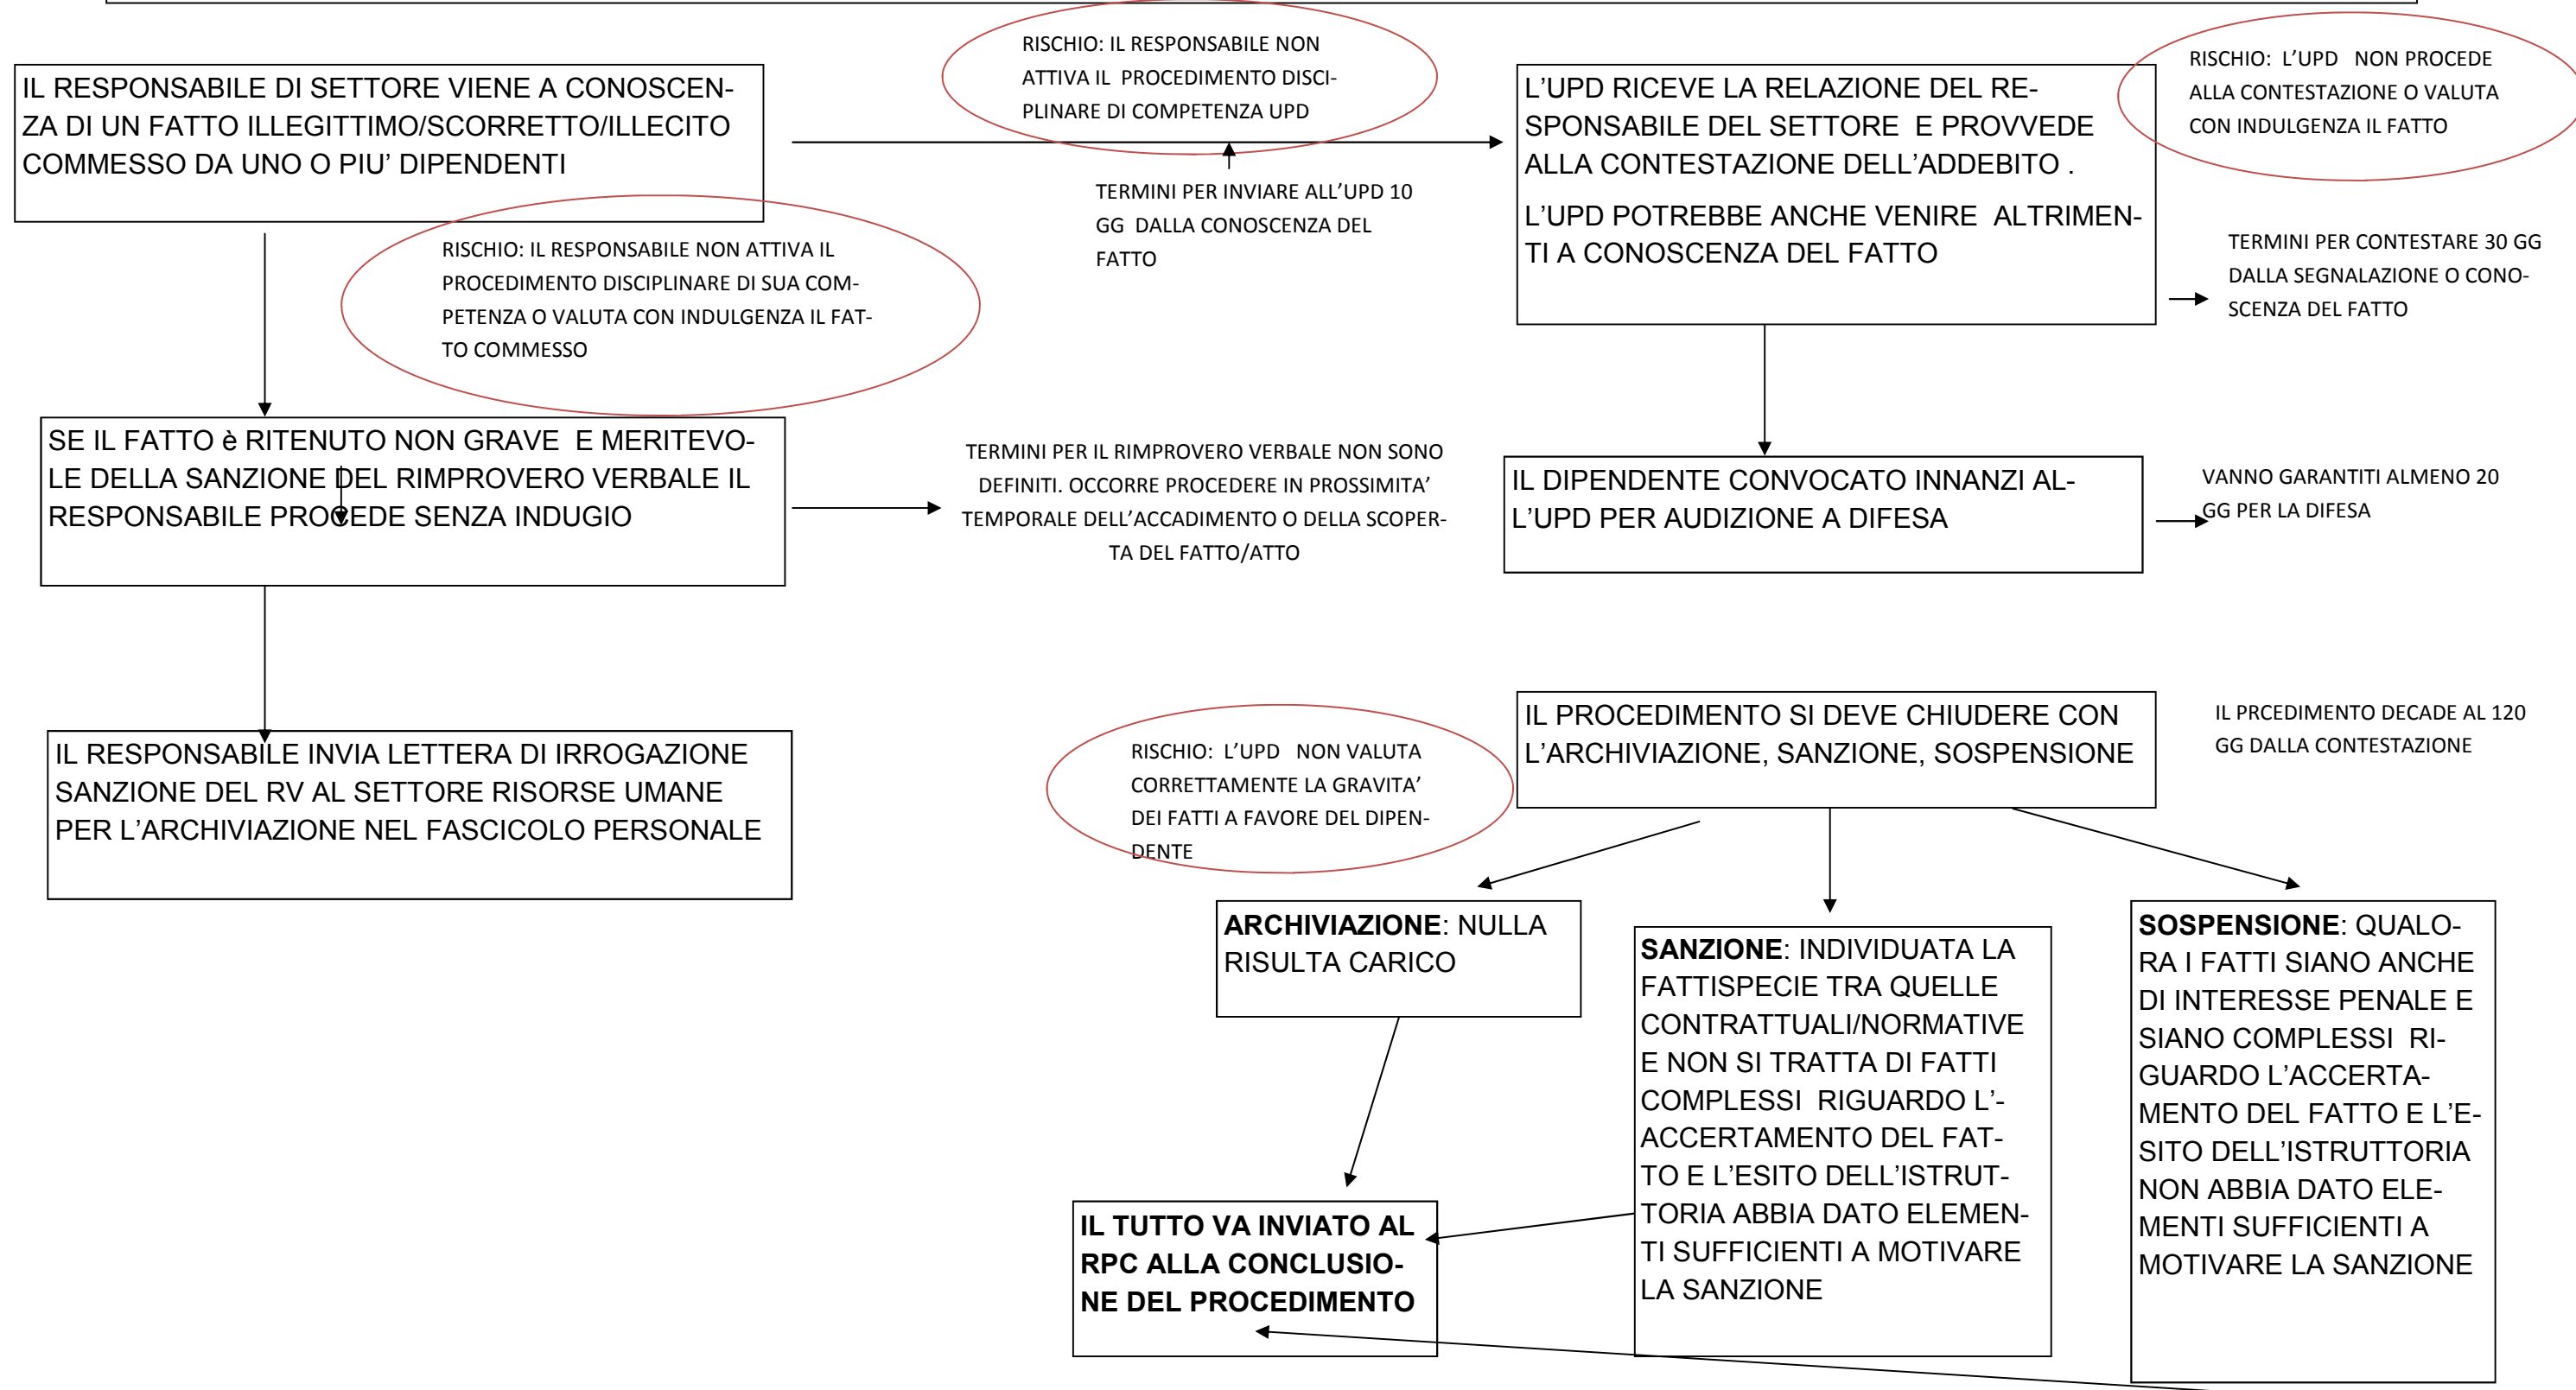 RISCHIO: IL RESPONSABILE NON
ATTIVA IL PROCEDIMENTO DISCI-
PLINARE DI COMPETENZA UPD
RISCHIO: L’UPD NON PROCEDE
ALLA CONTESTAZIONE O VALUTA
CON INDULGENZA IL FATTO
IL RESPONSABILE DI SETTORE VIENE A CONOSCEN-
ZA DI UN FATTO ILLEGITTIMO/SCORRETTO/ILLECITO
COMMESSO DA UNO O PIU’ DIPENDENTI
L’UPD RICEVE LA RELAZIONE DEL RE-
SPONSABILE DEL SETTORE E PROVVEDE
ALLA CONTESTAZIONE DELL’ADDEBITO .
L’UPD POTREBBE ANCHE VENIRE ALTRIMEN-
TI A CONOSCENZA DEL FATTO
TERMINI PER INVIARE ALL’UPD 10
GG DALLA CONOSCENZA DEL
FATTO
RISCHIO: IL RESPONSABILE NON ATTIVA IL
PROCEDIMENTO DISCIPLINARE DI SUA COM-
PETENZA O VALUTA CON INDULGENZA IL FAT-
TO COMMESSO
TERMINI PER CONTESTARE 30 GG
DALLA SEGNALAZIONE O CONO-
SCENZA DEL FATTO
SE IL FATTO è RITENUTO NON GRAVE E MERITEVO-
LE DELLA SANZIONE DEL RIMPROVERO VERBALE IL
RESPONSABILE PROCEDE SENZA INDUGIO
TERMINI PER IL RIMPROVERO VERBALE NON SONO
DEFINITI. OCCORRE PROCEDERE IN PROSSIMITA’
TEMPORALE DELL’ACCADIMENTO O DELLA SCOPER-
TA DEL FATTO/ATTO
IL DIPENDENTE CONVOCATO INNANZI AL-
L’UPD PER AUDIZIONE A DIFESA
VANNO GARANTITI ALMENO 20
GG PER LA DIFESA
IL RESPONSABILE INVIA LETTERA DI IRROGAZIONE
SANZIONE DEL RV AL SETTORE RISORSE UMANE
PER L’ARCHIVIAZIONE NEL FASCICOLO PERSONALE
RISCHIO: L’UPD NON VALUTA
CORRETTAMENTE LA GRAVITA’
DEI FATTI A FAVORE DEL DIPEN-
DENTE
IL PROCEDIMENTO SI DEVE CHIUDERE CON
L’ARCHIVIAZIONE, SANZIONE, SOSPENSIONE
IL PRCEDIMENTO DECADE AL 120
GG DALLA CONTESTAZIONE
ARCHIVIAZIONE: NULLA
RISULTA CARICO
SANZIONE: INDIVIDUATA LA
FATTISPECIE TRA QUELLE
CONTRATTUALI/NORMATIVE
E NON SI TRATTA DI FATTI
COMPLESSI RIGUARDO L’-
ACCERTAMENTO DEL FAT-
TO E L’ESITO DELL’ISTRUT-
TORIA ABBIA DATO ELEMEN-
TI SUFFICIENTI A MOTIVARE
LA SANZIONE
SOSPENSIONE: QUALO-
RA I FATTI SIANO ANCHE
DI INTERESSE PENALE E
SIANO COMPLESSI RI-
GUARDO L’ACCERTA-
MENTO DEL FATTO E L’E-
SITO DELL’ISTRUTTORIA
NON ABBIA DATO ELE-
MENTI SUFFICIENTI A
MOTIVARE LA SANZIONE
IL TUTTO VA INVIATO AL
RPC ALLA CONCLUSIO-
NE DEL PROCEDIMENTO